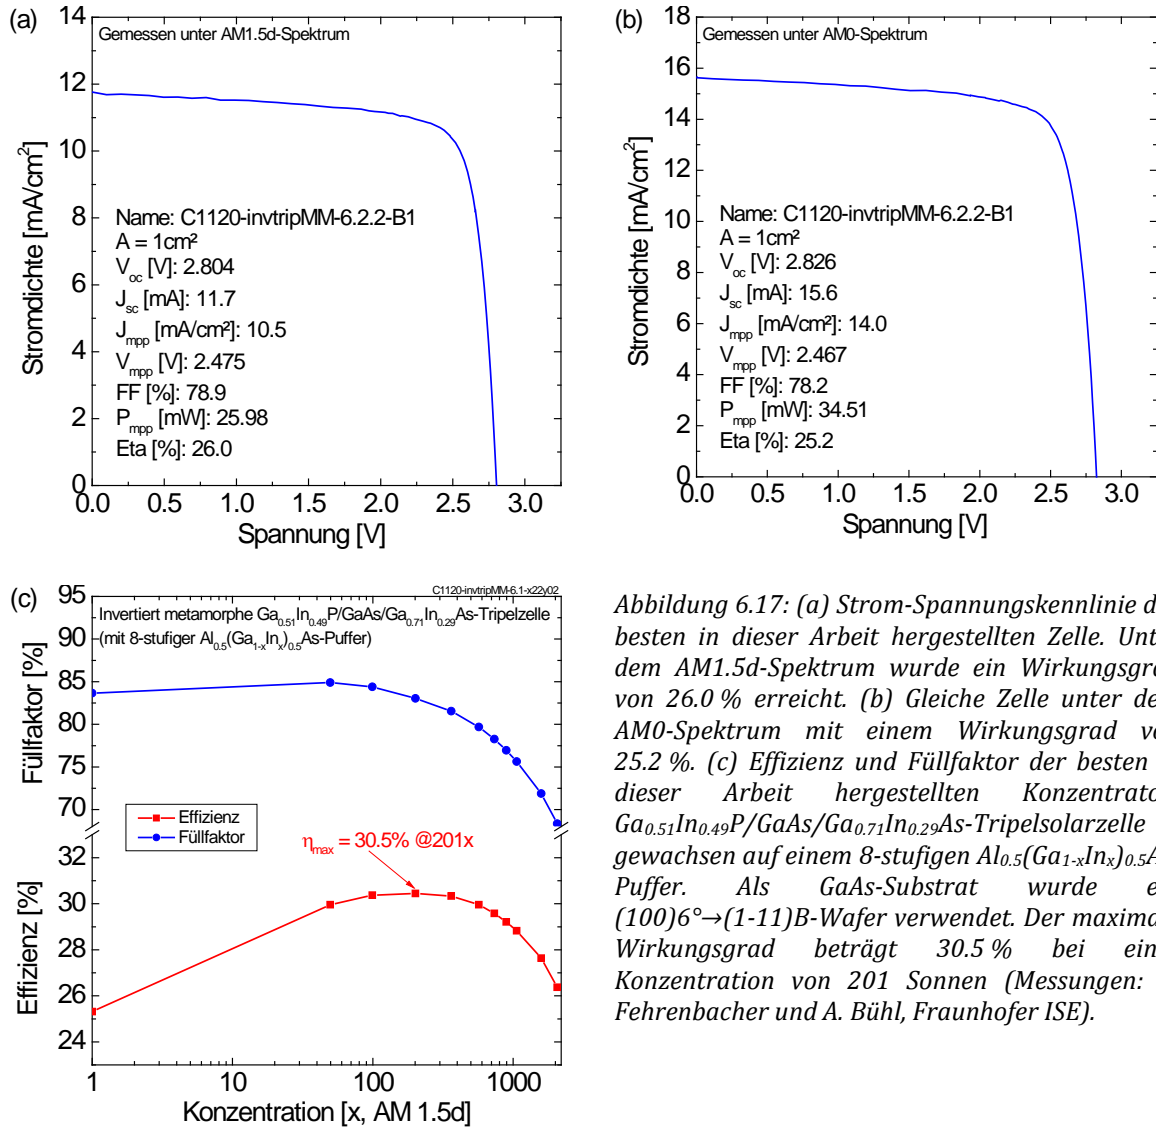 (a)
Gemessen unter AM1.5d-Spektrum
14
12
10
8
6
4
2
0
Stromdichte [mA/cm²]
Name: C1120-invtripMM-6.2.2-B1
A = 1cm²
V_oc [V]: 2.804
J_sc [mA]: 11.7
J_mpp [mA/cm²]: 10.5
V_mpp [V]: 2.475
FF [%]: 78.9
P_mpp [mW]: 25.98
Eta [%]: 26.0
0.0 0.5 1.0 1.5 2.0 2.5 3.0
Spannung [V]
(b)
Gemessen unter AM0-Spektrum
18
16
14
12
10
8
6
4
2
0
Stromdichte [mA/cm²]
Name: C1120-invtripMM-6.2.2-B1
A = 1cm²
V_oc [V]: 2.826
J_sc [mA]: 15.6
J_mpp [mA/cm²]: 14.0
V_mpp [V]: 2.467
FF [%]: 78.2
P_mpp [mW]: 34.51
Eta [%]: 25.2
0.0 0.5 1.0 1.5 2.0 2.5 3.0
Spannung [V]
(c)
C1120-invtripMM-6.1-x22y02
Invertiert metamorphe Ga0.51In0.49P/GaAs/Ga0.71In0.29As-Tripelzelle
(mit 8-stufiger Al0.5(Ga1-xInx)0.5As-Puffer)
95
90
85
80
75
70
Füllfaktor [%]
Effizienz
Füllfaktor
η_max = 30.5% @201x
32
30
28
26
24
Effizienz [%]
1 10 100 1000
Konzentration [x, AM 1.5d]
Abbildung 6.17: (a) Strom-Spannungskennlinie d
besten in dieser Arbeit hergestellten Zelle. Unt
dem AM1.5d-Spektrum wurde ein Wirkungsgra
von 26.0 % erreicht. (b) Gleiche Zelle unter de
AM0-Spektrum mit einem Wirkungsgrad vo
25.2 %. (c) Effizienz und Füllfaktor der besten
dieser Arbeit hergestellten Konzentrato
Ga0.51In0.49P/GaAs/Ga0.71In0.29As-Tripelsolarzelle
gewachsen auf einem 8-stufigen Al0.5(Ga1-xInx)0.5A
Puffer. Als GaAs-Substrat wurde e
(100)6°→(1-11)B-Wafer verwendet. Der maxima
Wirkungsgrad beträgt 30.5 % bei ein
Konzentration von 201 Sonnen (Messungen:
Fehrenbacher und A. Bühl, Fraunhofer ISE).